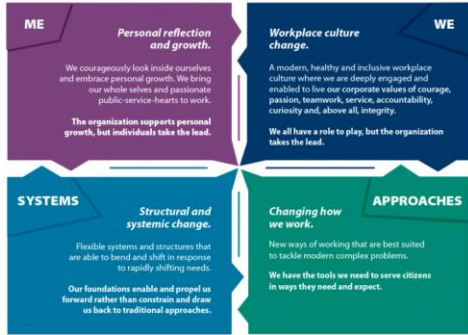 ME
Personal reflection
and growth.
We courageously look inside ourselves
and embrace personal growth. We bring
our whole selves and passionate
public-service-hearts to work.
The organization supports personal
growth, but individuals take the lead.
WE
Workplace culture
change.
A modern, healthy and inclusive workplace
culture where we are deeply engaged and
enabled to live our corporate values of courage,
passion, teamwork, service, accountability,
curiosity and, above all, integrity.
We all have a role to play, but the organization
takes the lead.
SYSTEMS
Structural and
systemic change.
Flexible systems and structures that
are able to bend and shift in response
to rapidly shifting needs.
Our foundations enable and propel us
forward rather than constrain and draw
us back to traditional approaches.
APPROACHES
Changing how
we work.
New ways of working that are best suited
to tackle modern complex problems.
We have the tools we need to serve citizens
in ways they need and expect.